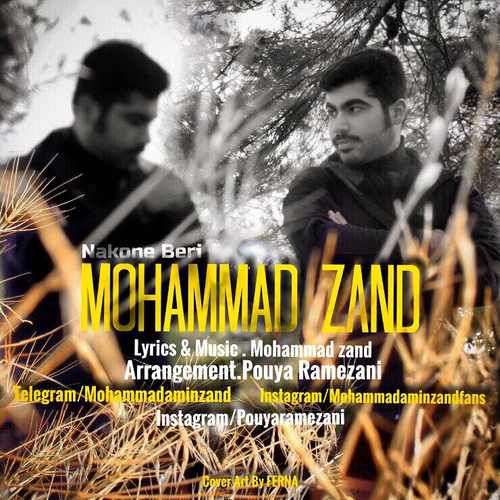 Nakone Beri
MOHAMMAD ZAND
Lyrics & Music . Mohammad zand
Arrangement.Pouya Ramezani
Telegram/Mohammadaminzand Instagram/Mohammadaminzandfans
Instagram/Pouyaramezani
Cover Art By FERNA